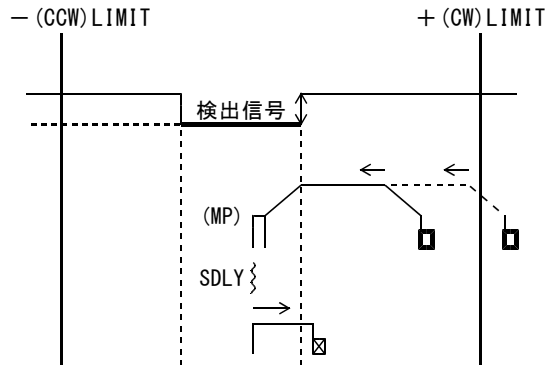 －(CCW)LIMIT
＋(CW)LIMIT
検出信号
(MP)
SDLY